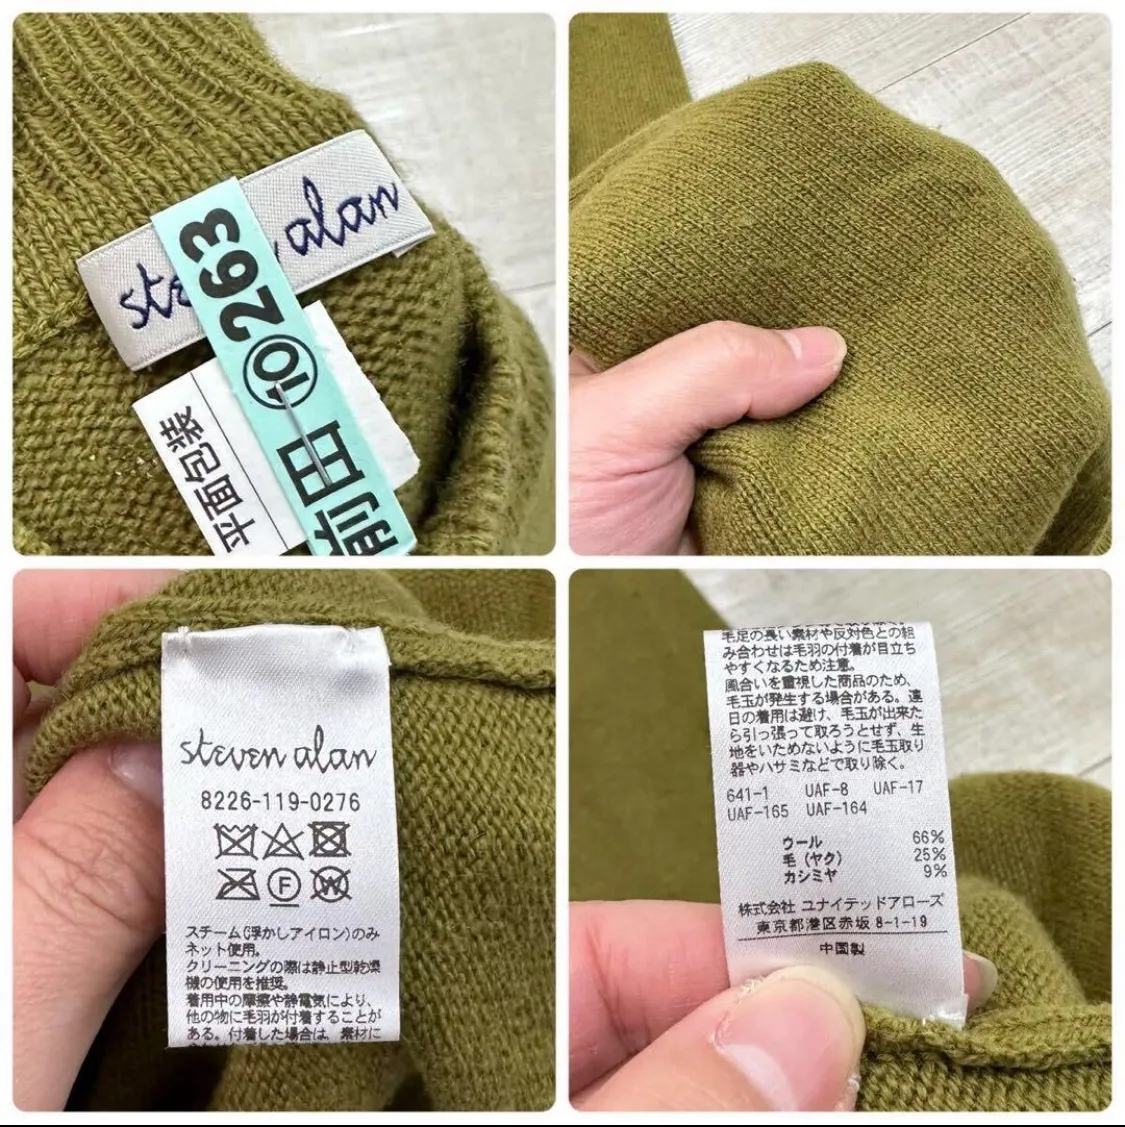 alan
前田⑩263
平面包装
steven alan
8226-119-0276
F
W
スチーム(浮かしアイロン)のみ
ネット使用。
クリーニングの際は静止型乾燥
機の使用を推奨。
着用中の摩擦や静電気により、
他の物に毛羽が付着することが
ある。付着した場合は、素材に
毛足の長い素材や反対色との組
み合わせは毛羽の付着が目立ち
やすくなるため注意。
風合いを重視した商品のため、
毛玉が発生する場合がある。連
日の着用は避け、毛玉が出来た
ら引っ張って取ろうとせず、生
地をいためないように毛玉取り
器やハサミなどで取り除く。
641-1 UAF-8 UAF-17
UAF-165 UAF-164
ウール 66%
毛(ヤク) 25%
カシミヤ 9%
株式会社 ユナイテッドアローズ
東京都港区赤坂 8-1-19
中国製